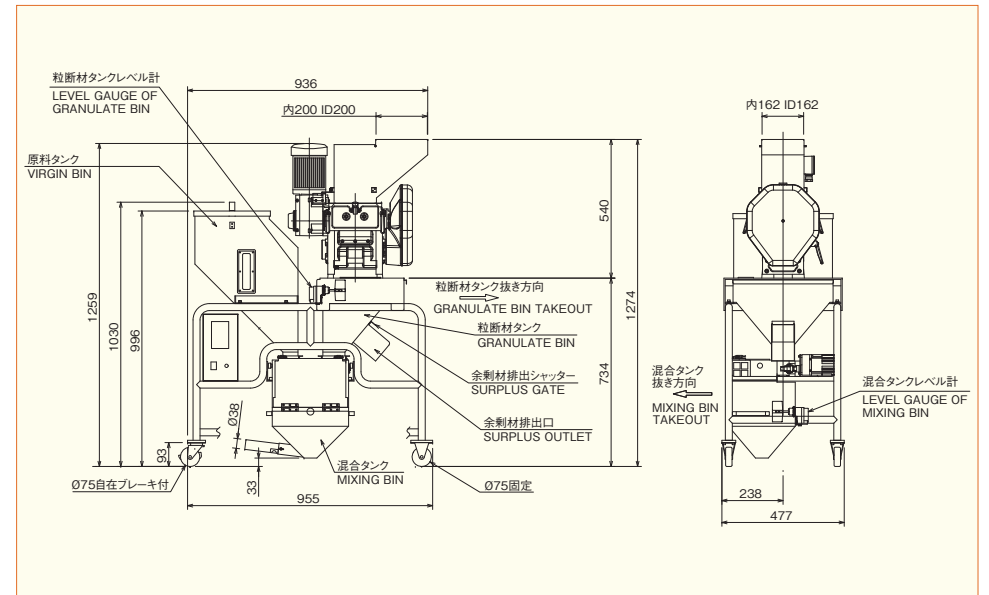 粒断材タンクレベル計
LEVEL GAUGE OF
GRANULATE BIN
936
内200 ID200
原料タンク
VIRGIN BIN
1259
1030
996
540
1274
734
粒断材タンク抜き方向
GRANULATE BIN TAKEOUT
粒断材タンク
GRANULATE BIN
余剰材排出シャッター
SURPLUS GATE
余剰材排出口
SURPLUS OUTLET
Ø38
93
33
混合タンク
MIXING BIN
Ø75自在ブレーキ付
Ø75固定
955
内162 ID162
混合タンク
抜き方向
MIXING BIN
TAKEOUT
混合タンクレベル計
LEVEL GAUGE OF
MIXING BIN
238
477